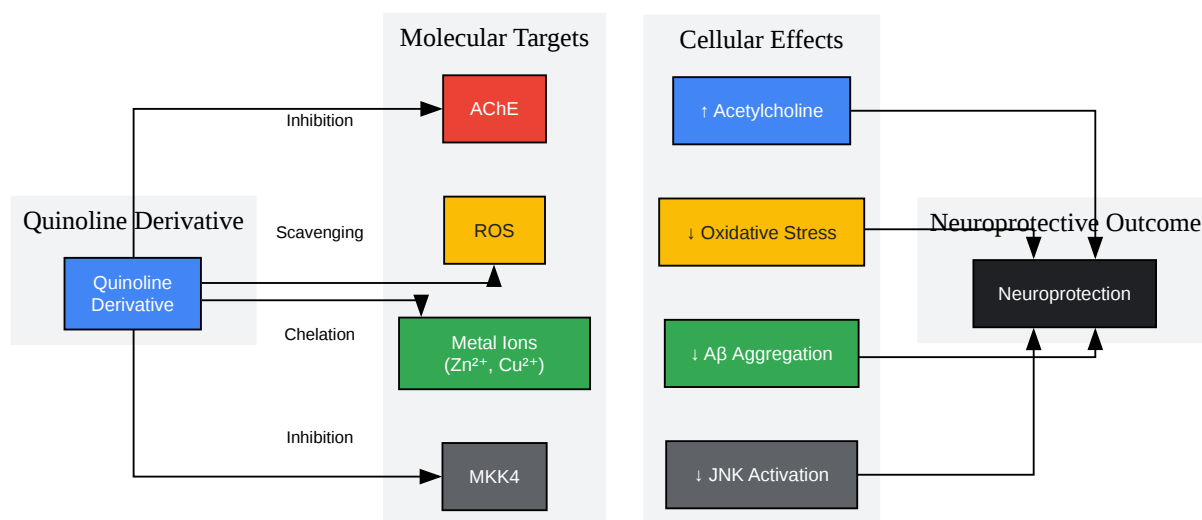 Molecular Targets
Cellular Effects
AChE
↑ Acetylcholine
Inhibition
Quinoline Derivative
Scavenging
ROS
↓ Oxidative Stress
Neuroprotective Outcome
Quinoline
Derivative
Neuroprotection
Chelation
Metal Ions
(Zn²⁺, Cu²⁺)
↓ Aβ Aggregation
Inhibition
MKK4
↓ JNK Activation